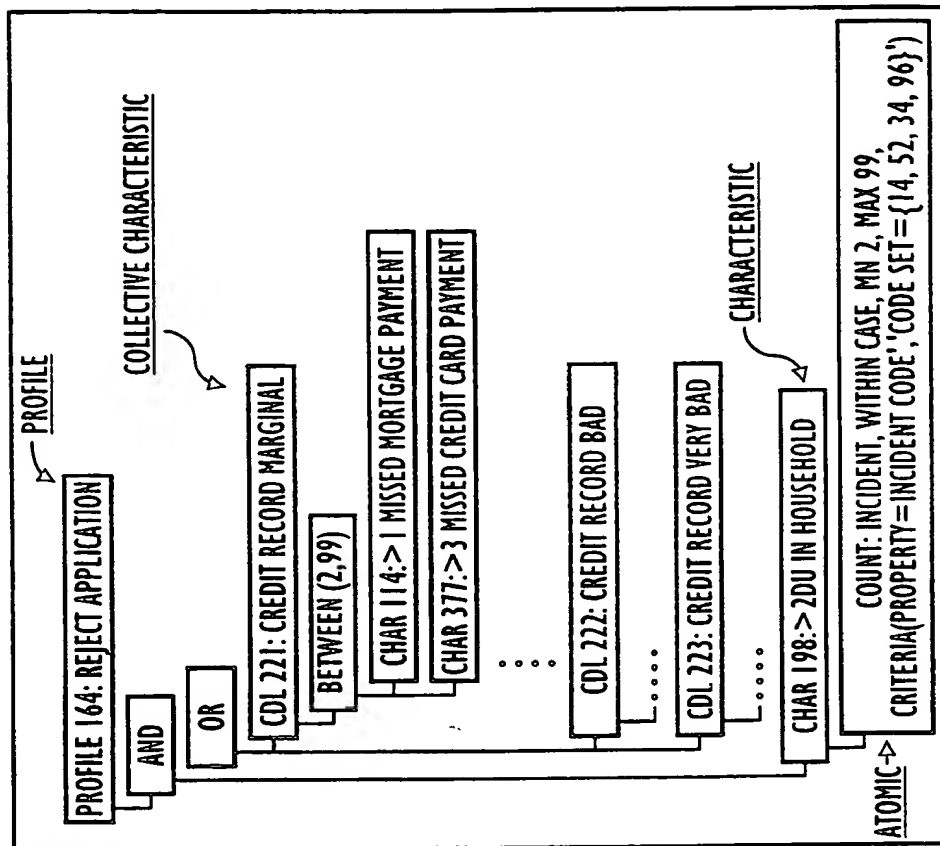 PROFILE
PROFILE 164: REJECT APPLICATION
AND
OR
COLLECTIVE CHARACTERISTIC
CDL 221: CREDIT RECORD MARGINAL
BETWEEN (2,99)
CHAR 114:>1 MISSED MORTGAGE PAYMENT
CHAR 377:>3 MISSED CREDIT CARD PAYMENT
CDL 222: CREDIT RECORD BAD
CDL 223: CREDIT RECORD VERY BAD
CHARACTERISTIC
CHAR 198:>2DU IN HOUSEHOLD
ATOMIC
COUNT: INCIDENT, WITHIN CASE, MN 2, MAX 99,
CRITERIA(PROPERTY=INCIDENT CODE','CODE SET={14, 52, 34, 96}')